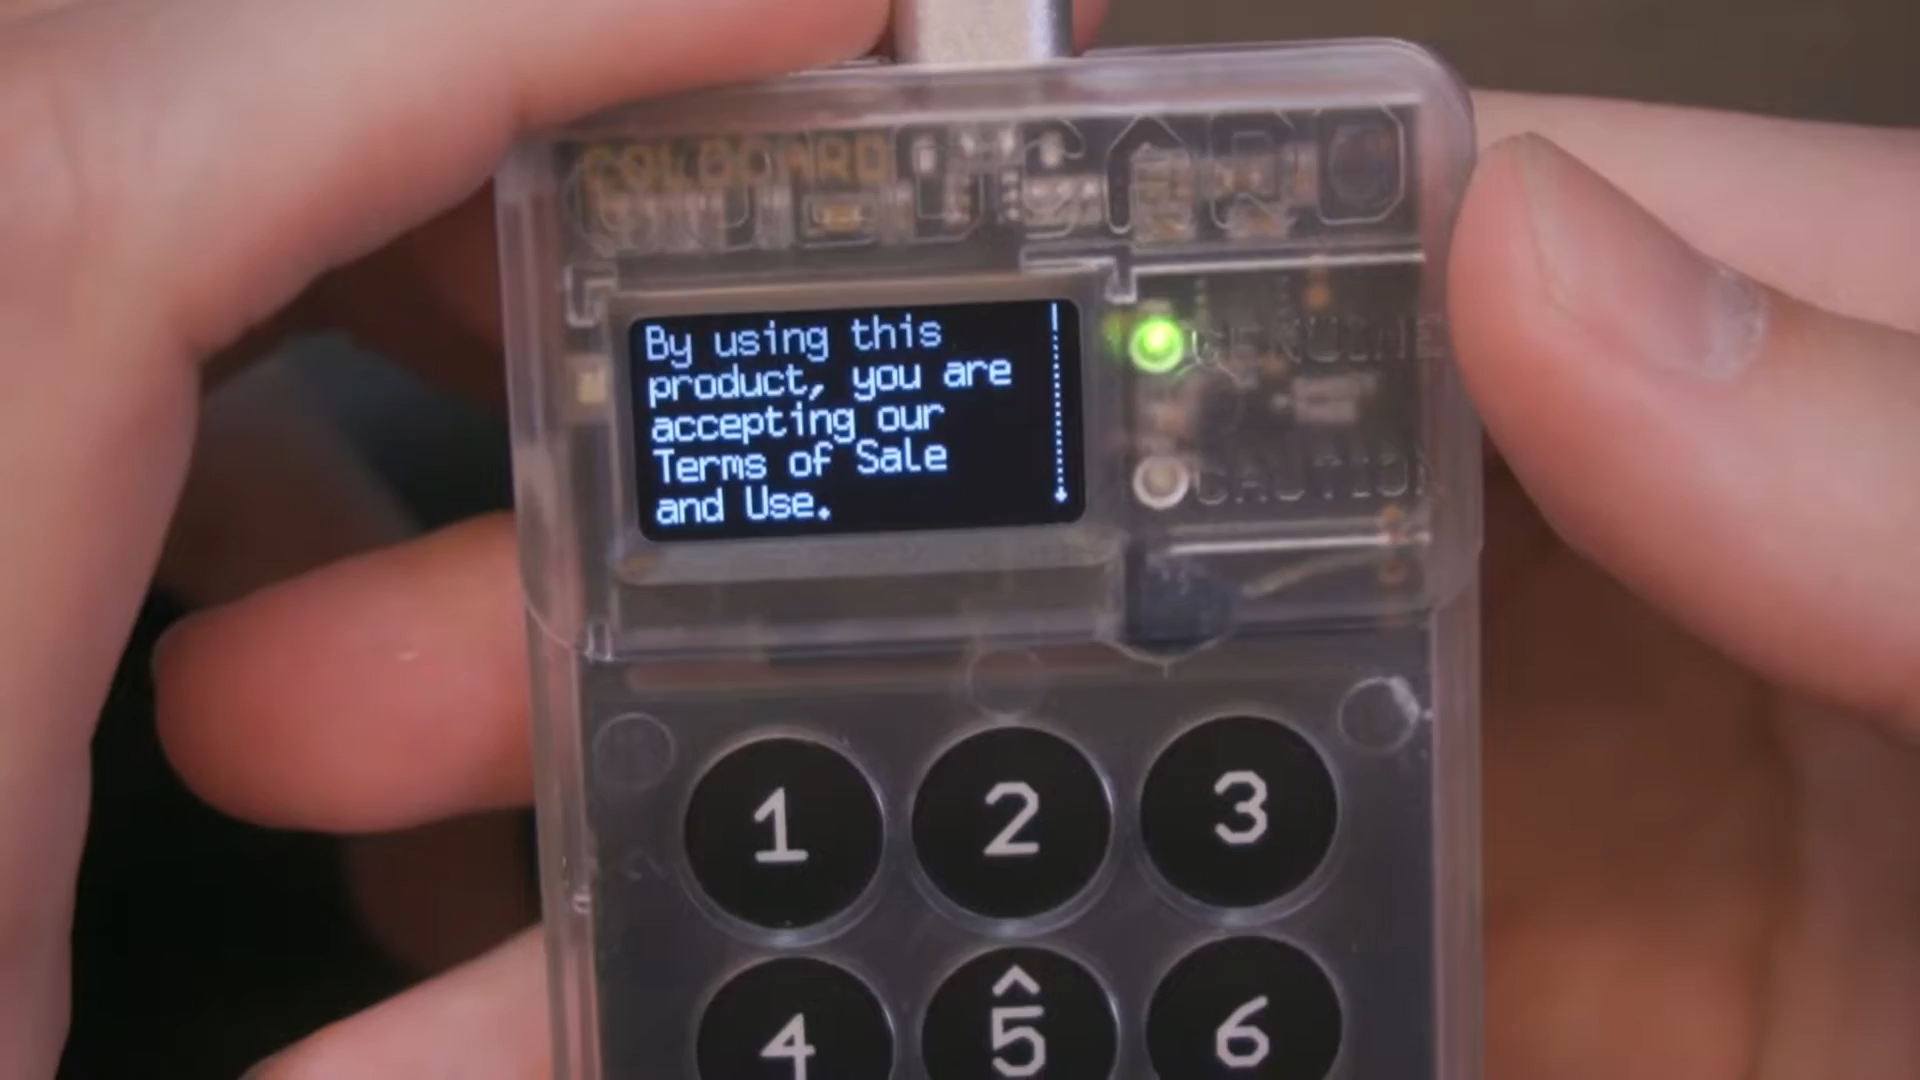 COLDCARD
By using this
product, you are
accepting our
Terms of Sale
and Use.
GENUINE
CAUTION
1
2
3
4
5
6